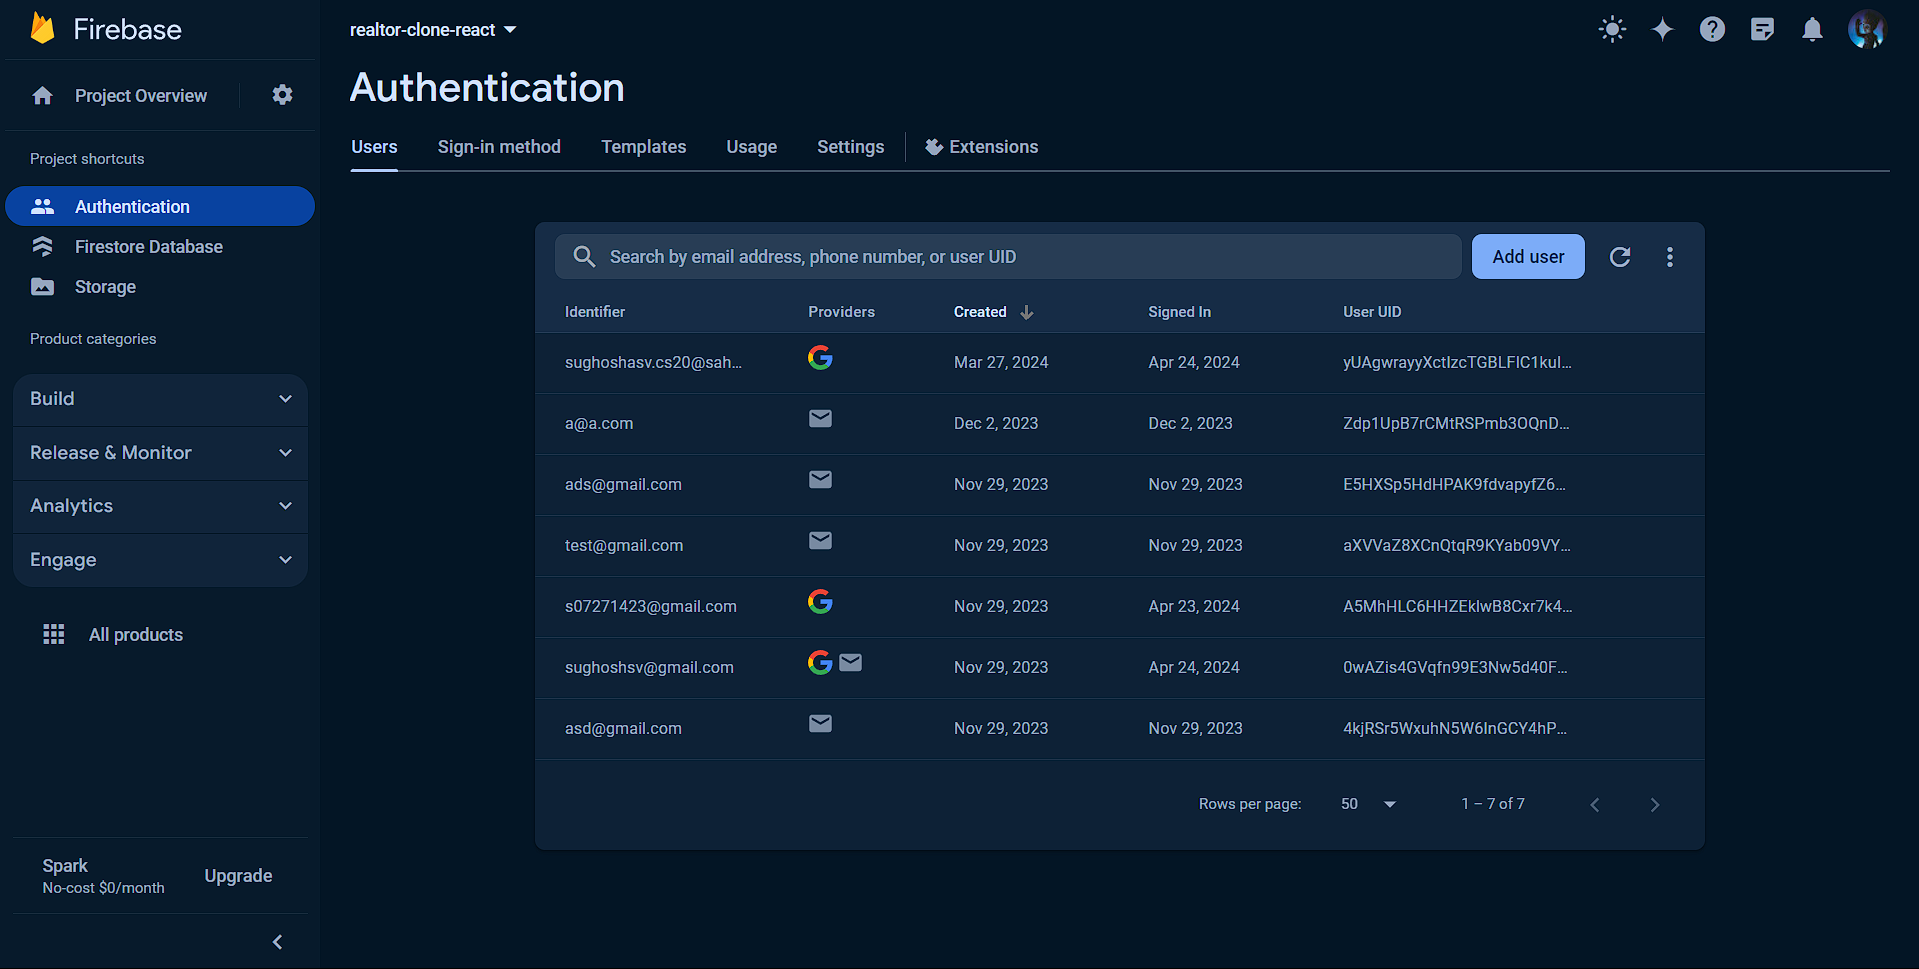 Firebase
realtor-clone-react
Project Overview
Authentication
Users Sign-in method Templates Usage Settings Extensions
Project shortcuts
Authentication
Firestore Database
Storage
Product categories
Build
Release & Monitor
Analytics
Engage
All products
Spark
No-cost $0/month
Upgrade
Search by email address, phone number, or user UID
Add user
Identifier Providers Created Signed In User UID
sughoshasv.cs20@sah... Mar 27, 2024 Apr 24, 2024 yUAgwrayyXctIzcTGBLFIC1kuI...
a@a.com Dec 2, 2023 Dec 2, 2023 Zdp1UpB7rCMtRSPmb3OQnD...
ads@gmail.com Nov 29, 2023 Nov 29, 2023 E5HXSp5HdHPAK9fdvapyfZ6...
test@gmail.com Nov 29, 2023 Nov 29, 2023 aXVVaZ8XCnQtqR9KYab09VY...
s07271423@gmail.com Nov 29, 2023 Apr 23, 2024 A5MhHLC6HHZEklwB8Cxr7k4...
sughoshsv@gmail.com Nov 29, 2023 Apr 24, 2024 0wAZis4GVqfn99E3Nw5d40F...
asd@gmail.com Nov 29, 2023 Nov 29, 2023 4kjRSr5WxuhN5W6InGCY4hP...
Rows per page: 50 1 – 7 of 7